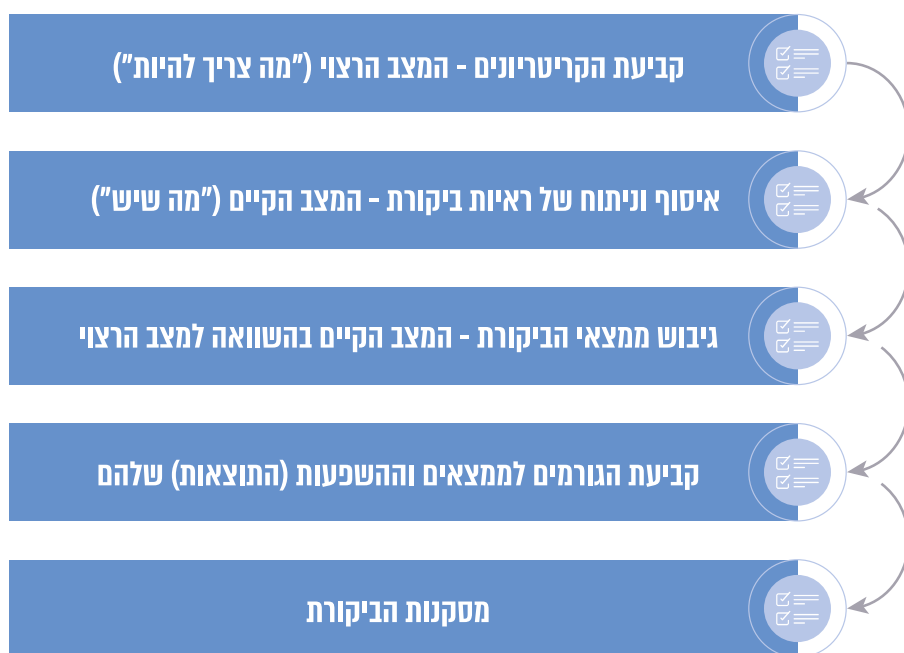 קביעת הקריטריונים - המצב הרצוי ("מה צריך להיות")
איסוף וניתוח של ראיות ביקורת - המצב הקיים ("מה שיש")
גיבוש ממצאי הביקורת - המצב הקיים בהשוואה למצב הרצוי
קביעת הגורמים לממצאים וההשפעות (התוצאות) שלהם
מסקנות הביקורת